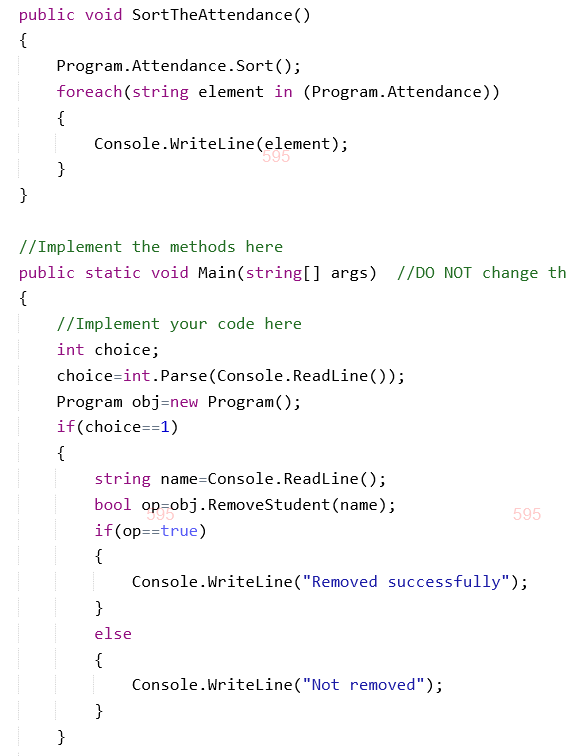 public void SortTheAttendance()
{
    Program.Attendance.Sort();
    foreach(string element in (Program.Attendance))
    {
        Console.WriteLine(element);
595
    }
}
//Implement the methods here
public static void Main(string[] args)  //DO NOT change th
{
    //Implement your code here
    int choice;
    choice=int.Parse(Console.ReadLine());
    Program obj=new Program();
    if(choice==1)
    {
        string name=Console.ReadLine();
        bool op=obj.RemoveStudent(name);
595 595
        if(op==true)
        {
            Console.WriteLine("Removed successfully");
        }
        else
        {
            Console.WriteLine("Not removed");
        }
    }